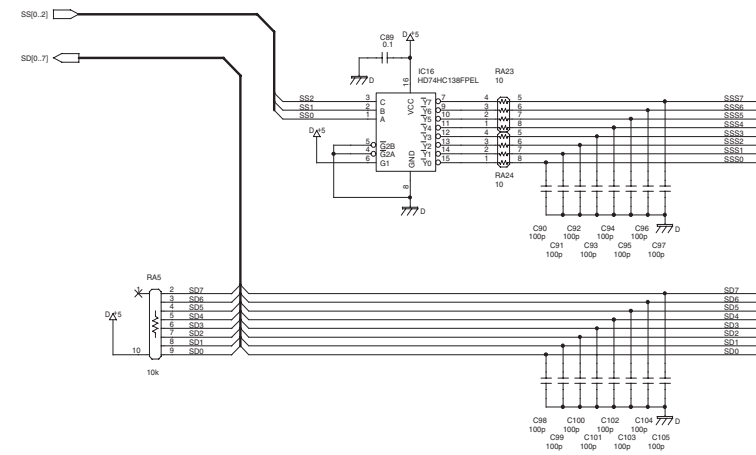 SS[0..2]
SD[0..7]
C89
0.1
D +5
D
IC16
HD74HC138FPEL
16
RA23
10
SS2 3 C VCC Y7 7 4 5 SSS7
SS1 2 B Y6 9 3 6 SSS6
SS0 1 A Y5 10 2 7 SSS5
Y4 11 1 8 SSS4
D +5
Y3 12 4 5 SSS3
5 G2B Y2 13 3 6 SSS2
4 G2A Y1 14 2 7 SSS1
6 G1 GND Y0 15 1 8 SSS0
8
RA24
10
D
D
C90 C92 C94 C96
100p 100p 100p 100p
C91 C93 C95 C97
100p 100p 100p 100p
RA5
1 2 SD7 SD7
3 SD6 SD6
4 SD5 SD5
D +5
5 SD4 SD4
6 SD3 SD3
7 SD2 SD2
8 SD1 SD1
10 9 SD0 SD0
10k
D
C98 C100 C102 C104
100p 100p 100p 100p
C99 C101 C103 C105
100p 100p 100p 100p